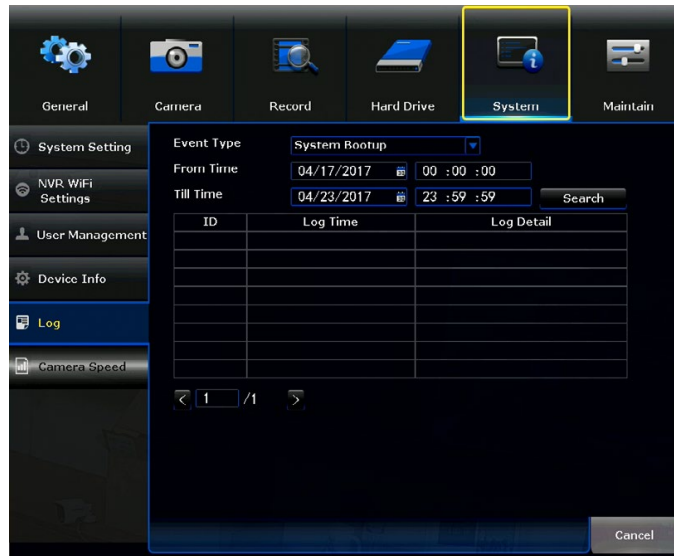 General Camera Record Hard Drive System Maintain
System Setting
NVR WiFi
Settings
User Management
Device Info
Log
Camera Speed
Event Type System Bootup
From Time 04/17/2017 00 :00 :00
Till Time 04/23/2017 23 :59 :59 Search
ID Log Time Log Detail
< 1 /1 >
Cancel